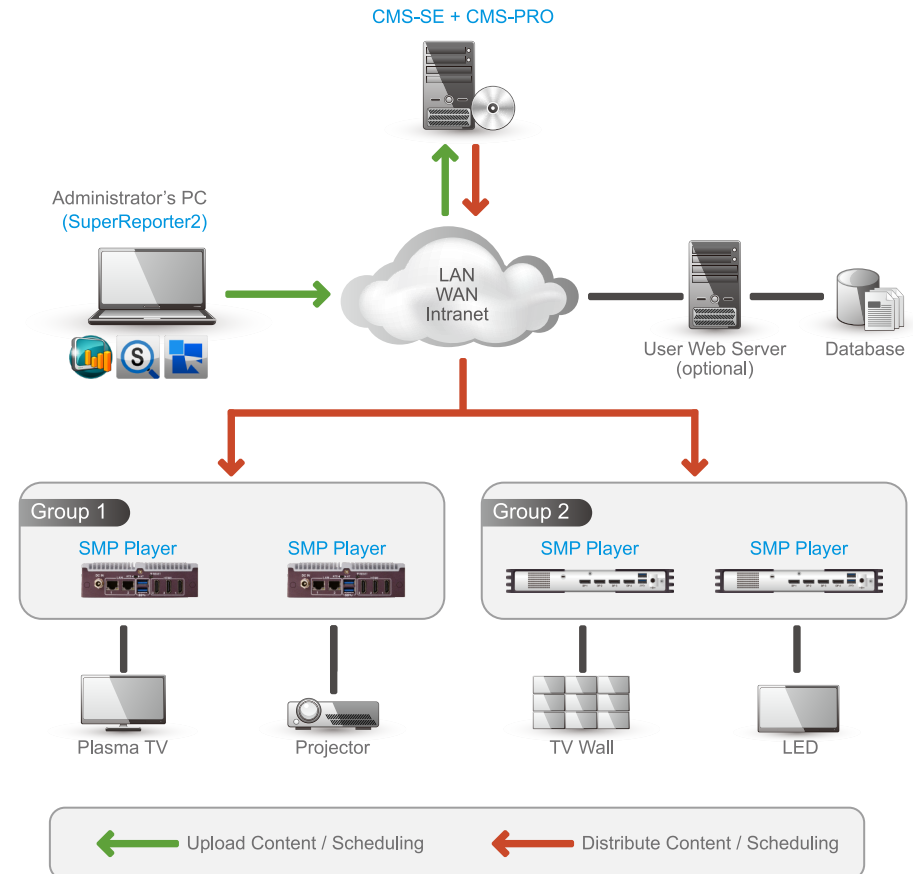 CMS-SE + CMS-PRO
Administrator's PC
(SuperReporter2)
S
LAN
WAN
Intranet
User Web Server
(optional)
Database
Group 1
SMP Player
SMP Player
Group 2
SMP Player
SMP Player
Plasma TV
Projector
TV Wall
LED
Upload Content / Scheduling
Distribute Content / Scheduling